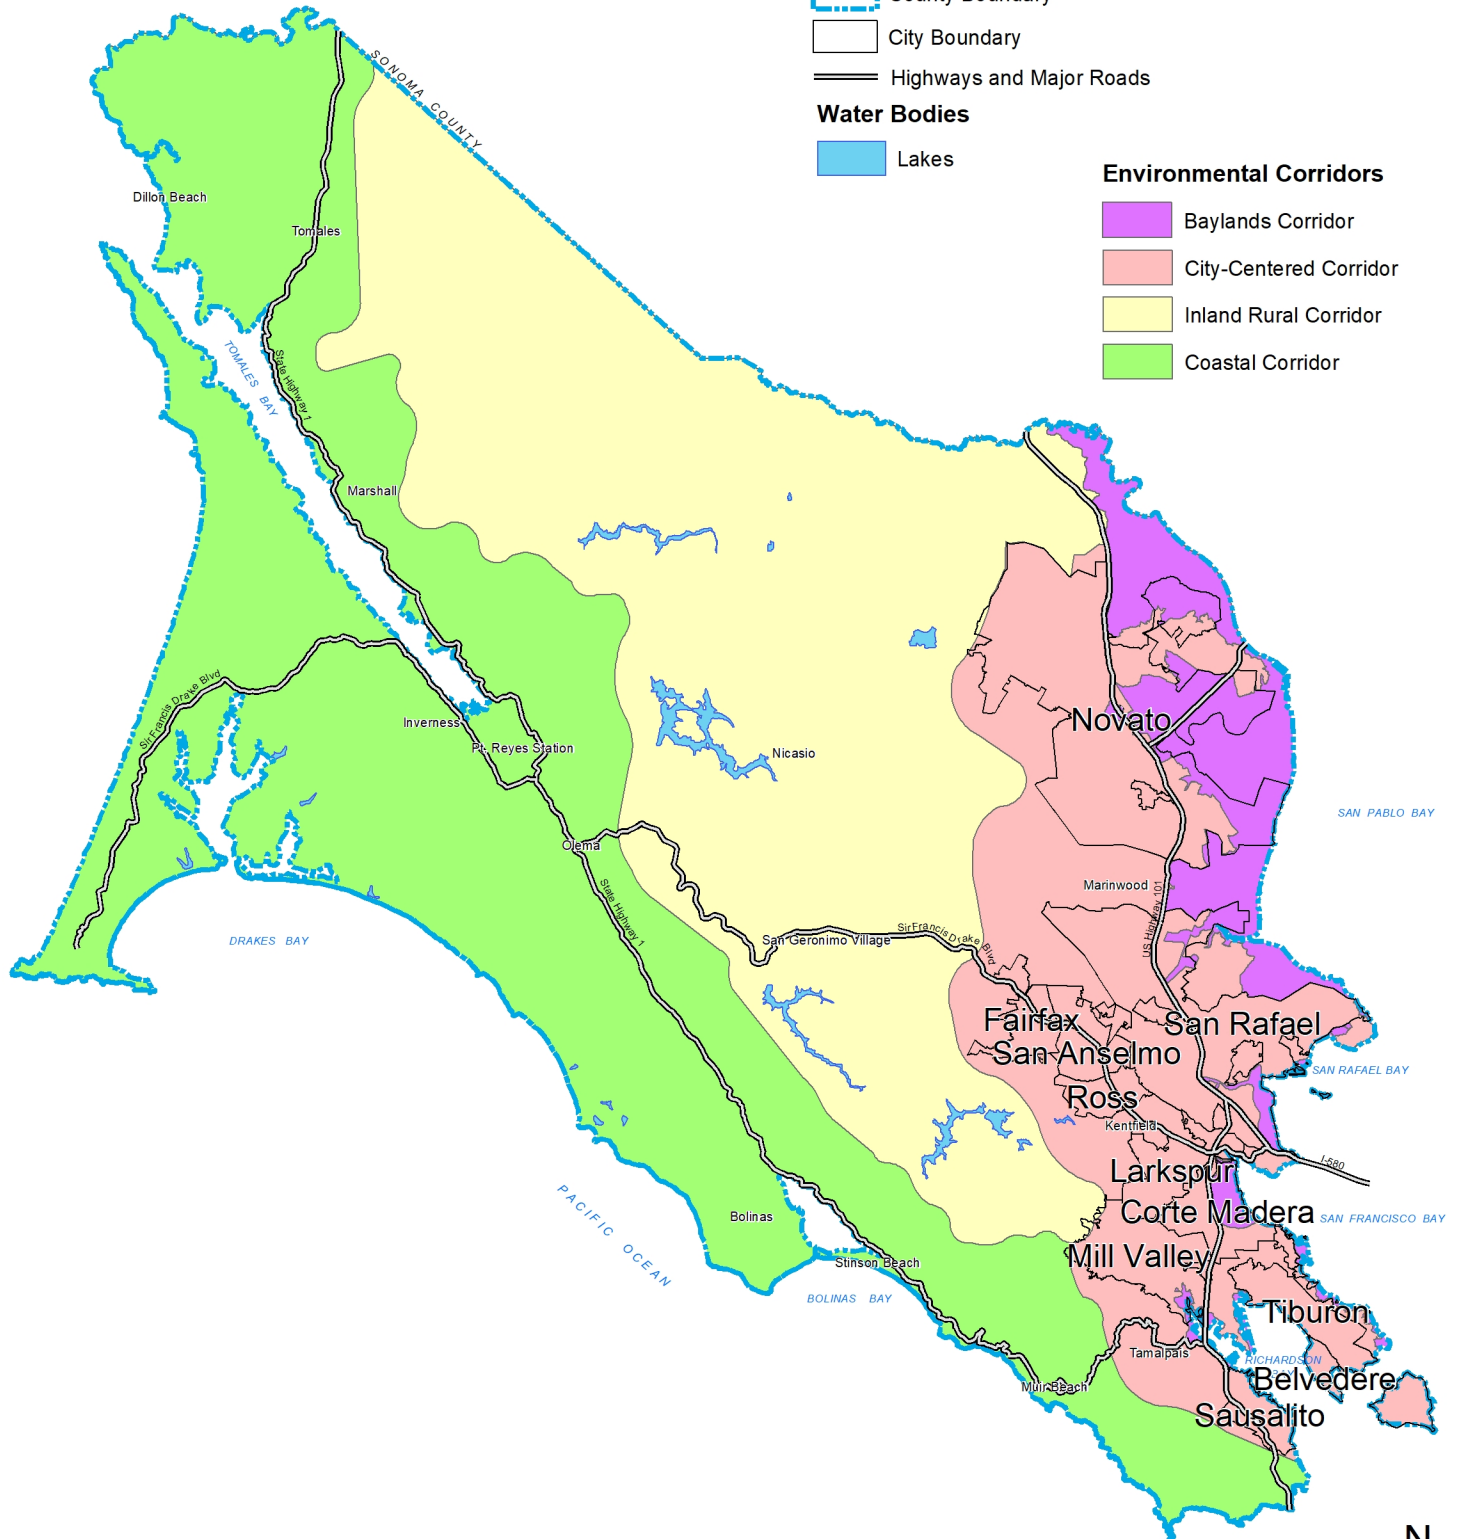 County Boundary
City Boundary
Highways and Major Roads
Water Bodies
Lakes
Environmental Corridors
Baylands Corridor
City-Centered Corridor
Inland Rural Corridor
Coastal Corridor
SONOMA COUNTY
Dillon Beach
Tomales
TOMALES BAY
State Highway 1
Marshall
Sir Francis Drake Blvd
Inverness
Pt. Reyes Station
Nicasio
Novato
SAN PABLO BAY
Olema
Marinwood
US Highway 101
State Highway 1
DRAKES BAY
San Geronimo Village
Sir Francis Drake Blvd
Fairfax
San Rafael
San Anselmo
SAN RAFAEL BAY
Ross
Kentfield
I-580
Larkspur
Corte Madera
SAN FRANCISCO BAY
PACIFIC OCEAN
Bolinas
Mill Valley
Stinson Beach
BOLINAS BAY
Tiburon
Tamalpais
RICHARDSON
Belvedere
Muir Beach
Sausalito
N